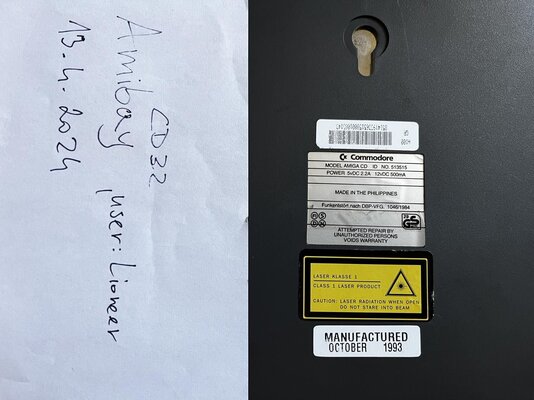 Amibay CD32
user: Lioneer
13.4.2024
Commodore
MODEL AMIGA CD ID NO. 513515
POWER 5VDC 2.2A 12VDC 500mA
MADE IN THE PHILIPPINES
Funkentstört nach DBP-VFG. 1046/1984
ATTEMPTED REPAIR BY
UNAUTHORIZED PERSONS
VOIDS WARRANTY
LASER KLASSE 1
CLASS 1 LASER PRODUCT
CAUTION: LASER RADIATION WHEN OPEN
DO NOT STARE INTO BEAM
MANUFACTURED
OCTOBER 1993